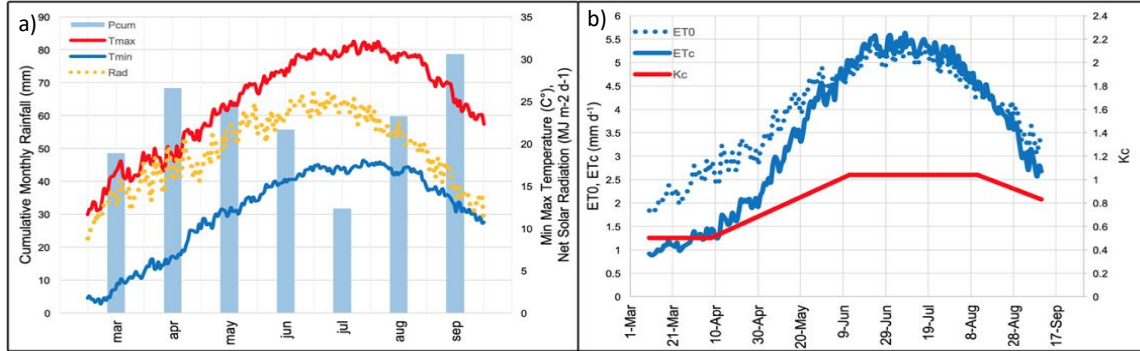 a)
Pcum
Tmax
Tmin
Rad
Cumulative Monthly Rainfall (mm)
90
80
70
60
50
40
30
20
10
0
35
30
25
20
15
10
5
0
Min Max Temperature (C°),
Net Solar Radiation (MJ m-2 d-1)
mar apr may jun jul aug sep
b)
ET0
ETc
Kc
ET0, ETc (mm d⁻¹)
6
5.5
5
4.5
4
3.5
3
2.5
2
1.5
1
0.5
0
2.4
2.2
2
1.8
1.6
1.4
1.2
1
0.8
0.6
0.4
0.2
0
Kc
1-Mar 21-Mar 10-Apr 30-Apr 20-May 9-Jun 29-Jun 19-Jul 8-Aug 28-Aug 17-Sep